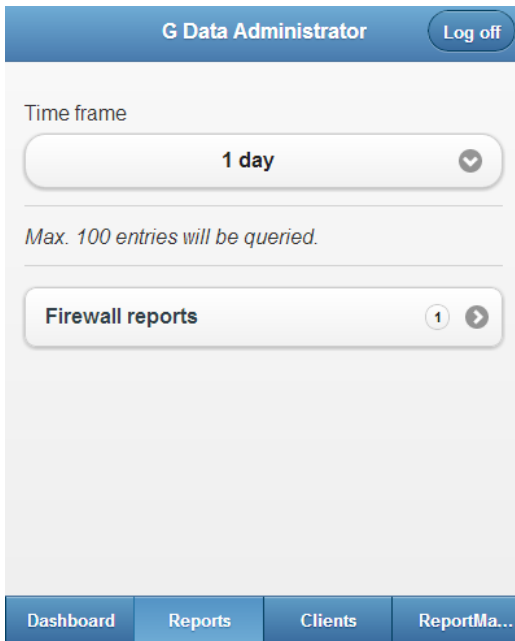 G Data Administrator
Log off
Time frame
1 day
Max. 100 entries will be queried.
Firewall reports
1
Dashboard
Reports
Clients
ReportMa...